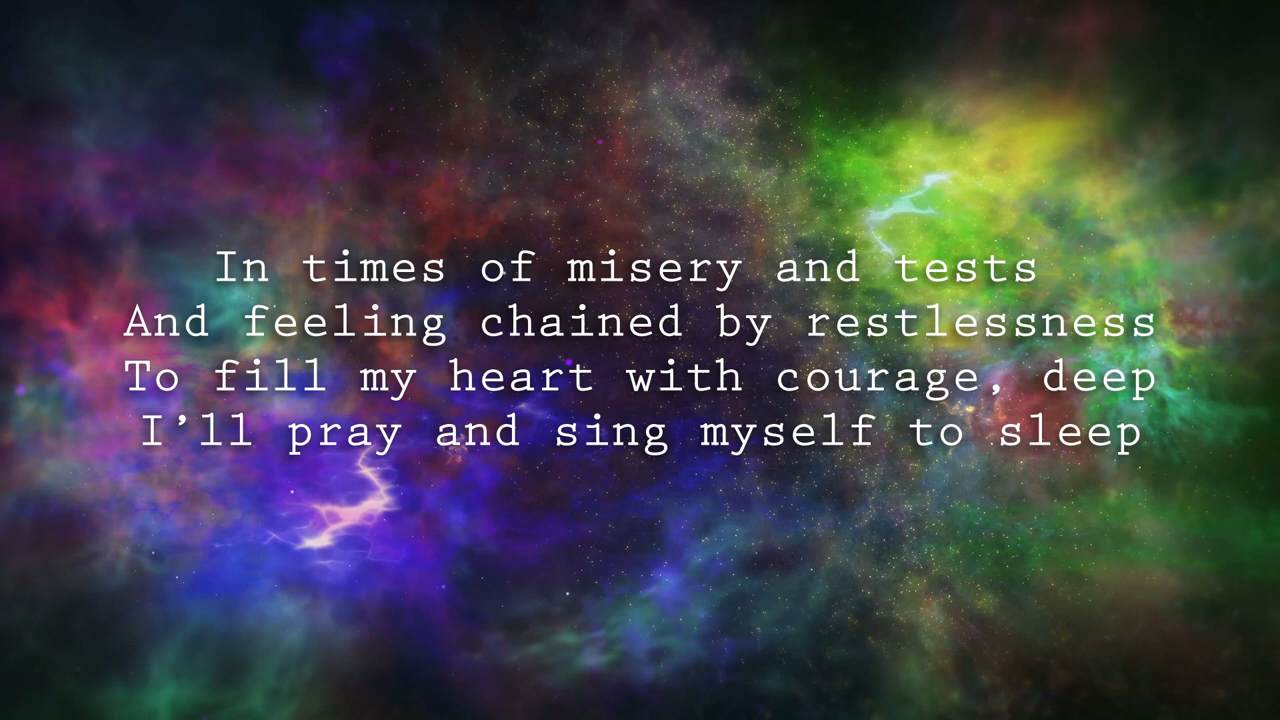 In times of misery and tests
And feeling chained by restlessness
To fill my heart with courage, deep
I’ll pray and sing myself to sleep